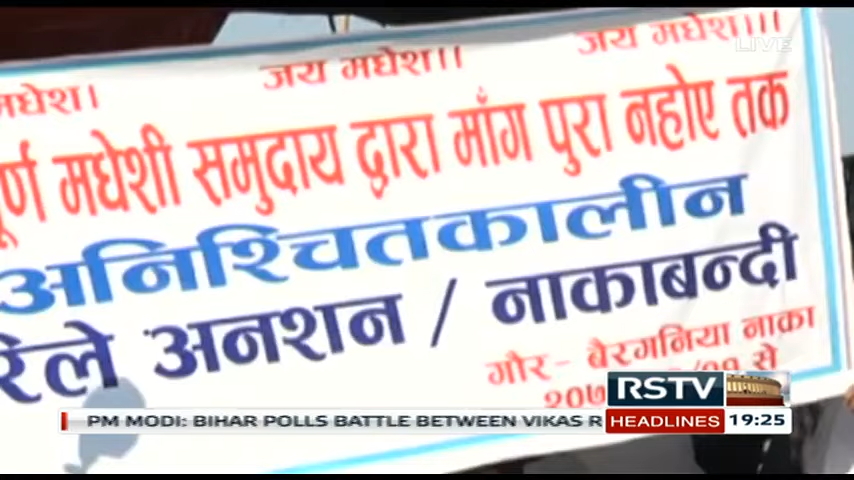 LIVE
मधेश। जय मधेश।। जय मधेश।।।
मधेशी समुदाय द्वारा माँग पुरा नहोए तक
अनिश्चितकालीन
रिले अनशन / नाकाबन्दी
गौर - बैरगनिया नाका
से
RSTV
HEADLINES 19:25
PM MODI: BIHAR POLLS BATTLE BETWEEN VIKAS R